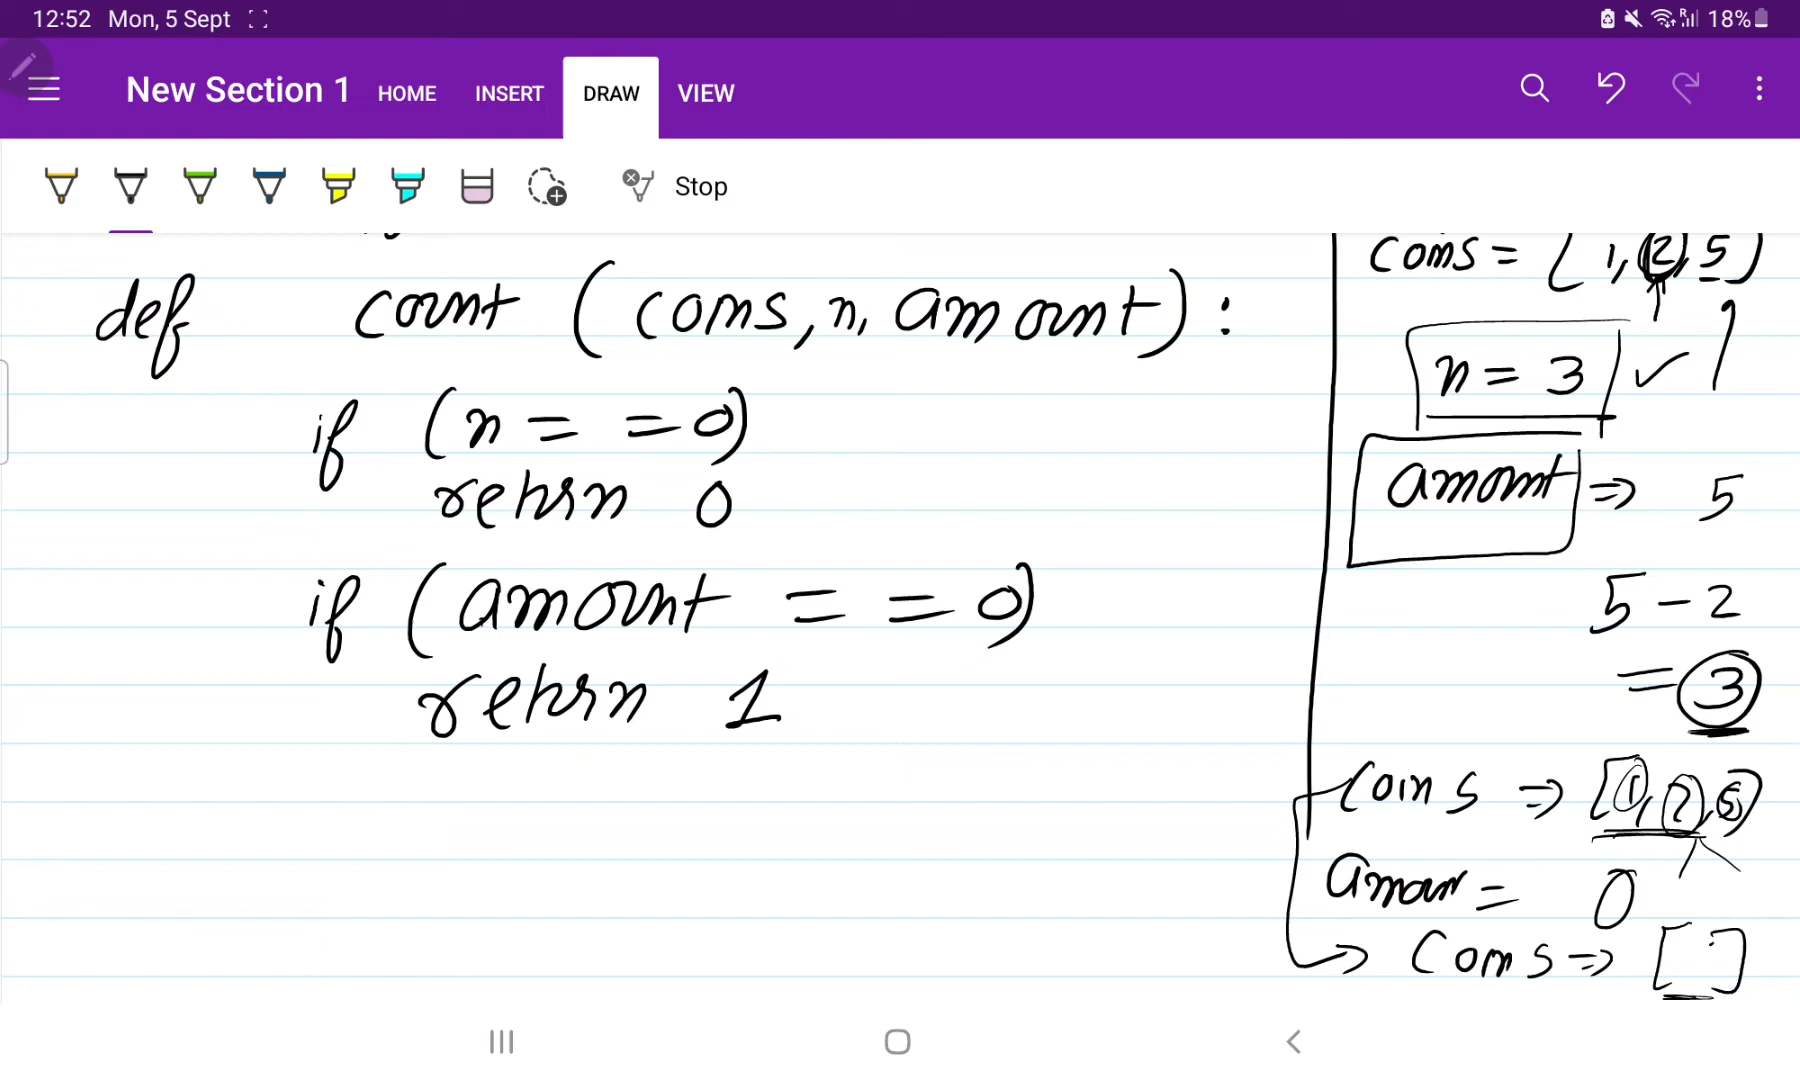 12:52 Mon, 5 Sept 18%
New Section 1 HOME INSERT DRAW VIEW
Stop
def count (coins, n, amount):
if (n = = 0)
return 0
if (amount = = 0)
return 1
coins = [1, 2, 5]
n = 3 ✓
amount ⇒ 5
5 - 2
= 3
Coins ⇒ [1, 2, 5]
amoun = 0
Coins ⇒ [ ]